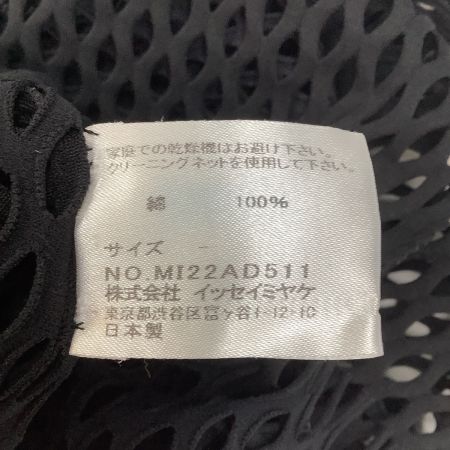 家庭での乾燥機はお避け下さい。
クリーニングネットを使用して下さい。
綿 100%
サイズ -
NO.MI22AD511
株式会社 イッセイミヤケ
東京都渋谷区富ヶ谷1-12-10
日本製